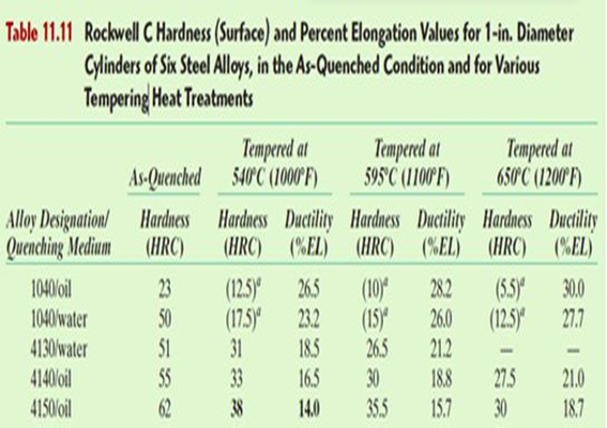 Table 11.11 Rockwell C Hardness (Surface) and Percent Elongation Values for 1-in. Diameter
Cylinders of Six Steel Alloys, in the As-Quenched Condition and for Various
Tempering Heat Treatments
Tempered at Tempered at Tempered at
As-Quenched 540°C (1000°F) 595°C (1100°F) 650°C (1200°F)
Alloy Designation/ Hardness Hardness Ductility Hardness Ductility Hardness Ductility
Quenching Medium (HRC) (HRC) (%EL) (HRC) (%EL) (HRC) (%EL)
1040/oil 23 (12.5)ᵃ 26.5 (10)ᵃ 28.2 (5.5)ᵃ 30.0
1040/water 50 (17.5)ᵃ 23.2 (15)ᵃ 26.0 (12.5)ᵃ 27.7
4130/water 51 31 18.5 26.5 21.2 — —
4140/oil 55 33 16.5 30 18.8 27.5 21.0
4150/oil 62 38 14.0 35.5 15.7 30 18.7